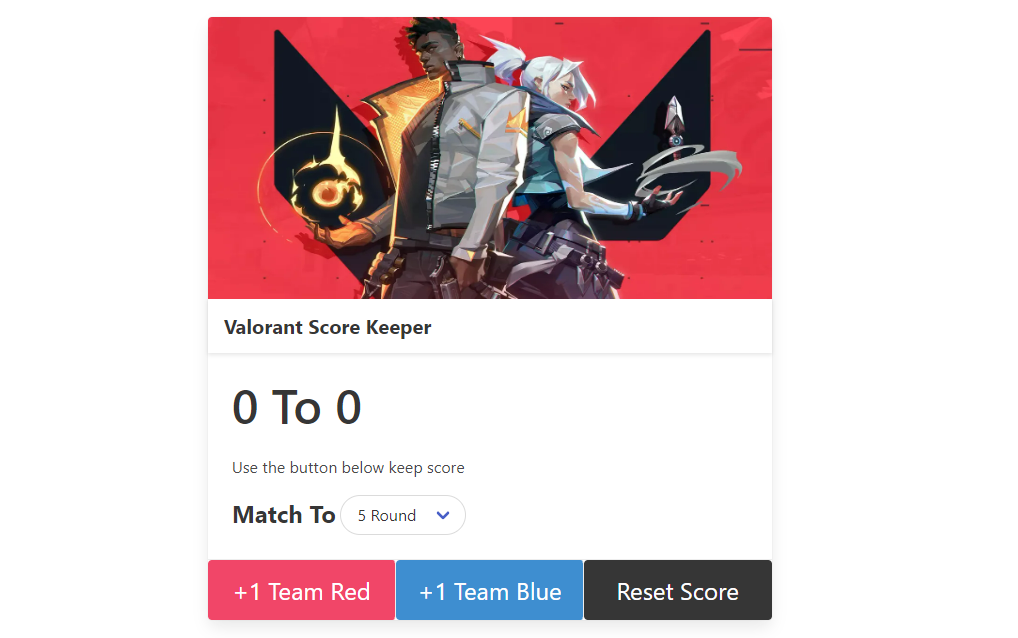 Valorant Score Keeper
0 To 0
Use the button below keep score
Match To 5 Round
+1 Team Red +1 Team Blue Reset Score